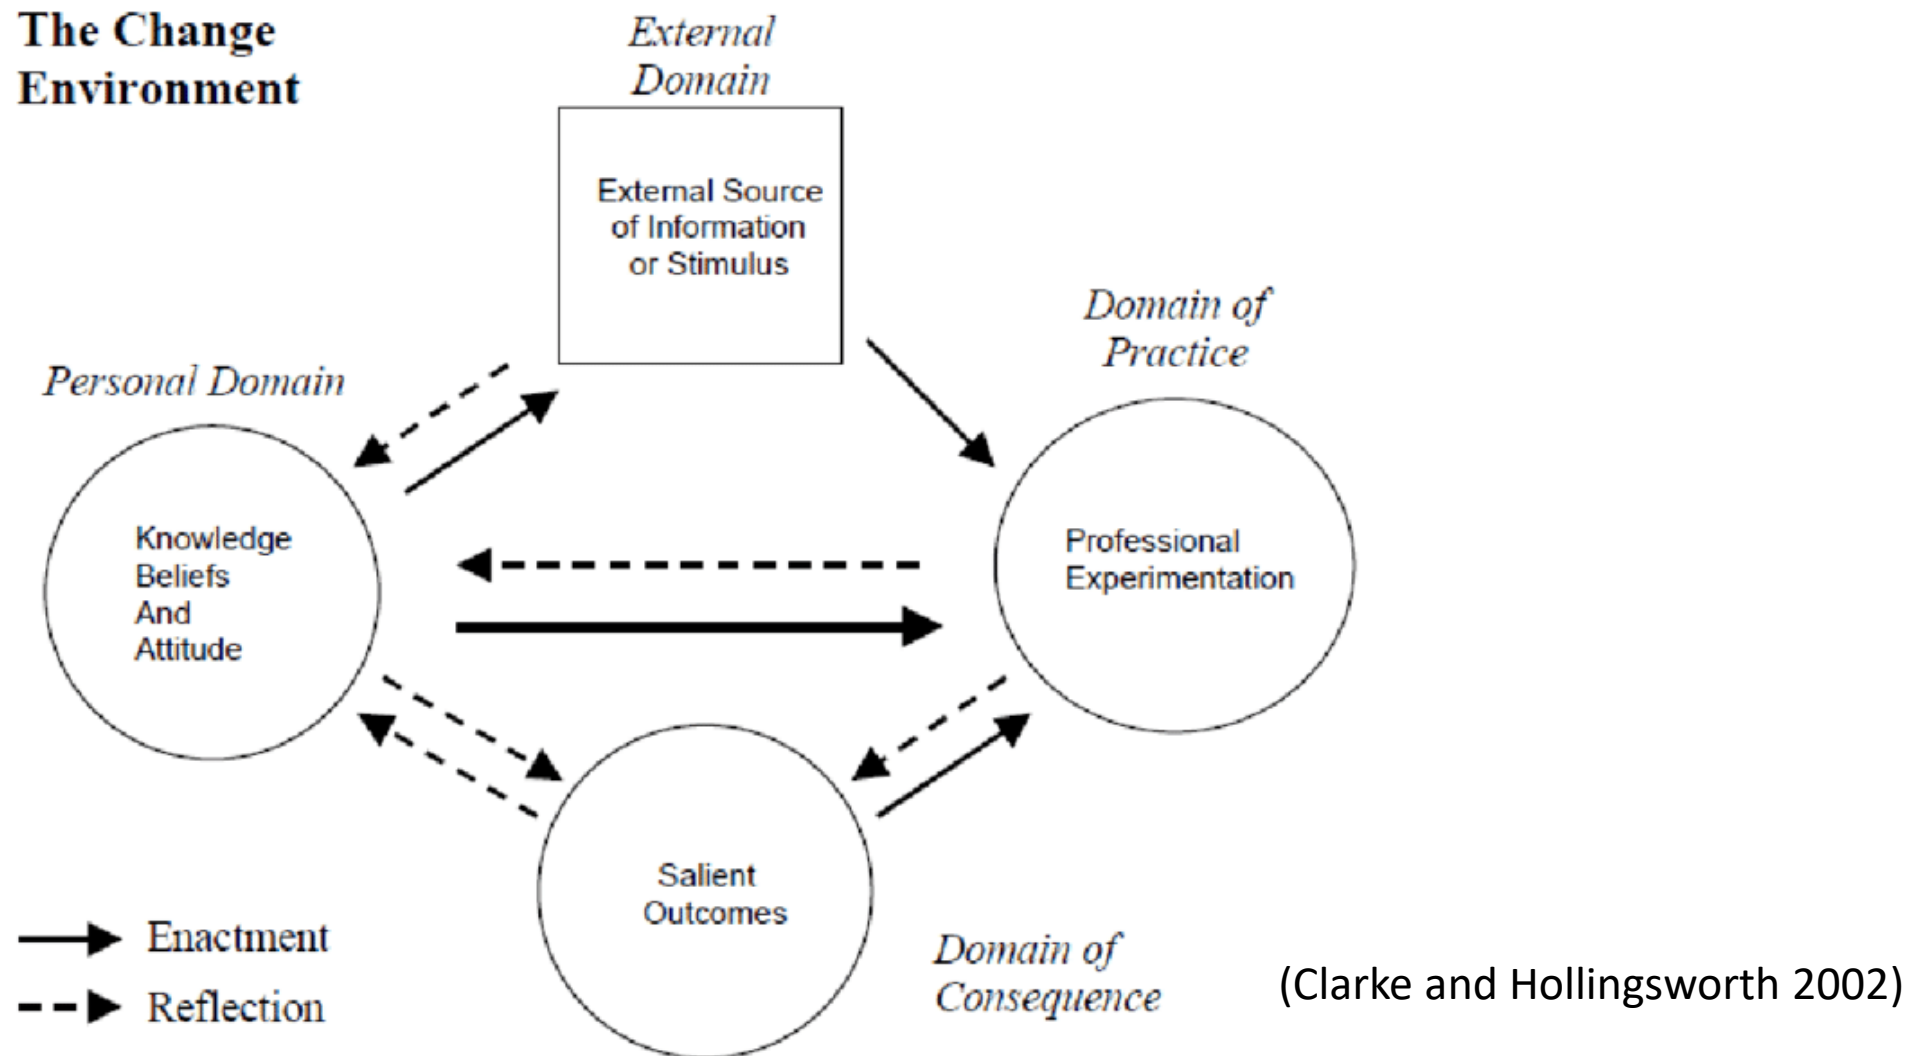 The Change
Environment
External
Domain
External Source
of Information
or Stimulus
Domain of
Practice
Personal Domain
Knowledge
Beliefs
And
Attitude
Professional
Experimentation
Salient
Outcomes
Enactment
Reflection
Domain of
Consequence
(Clarke and Hollingsworth 2002)